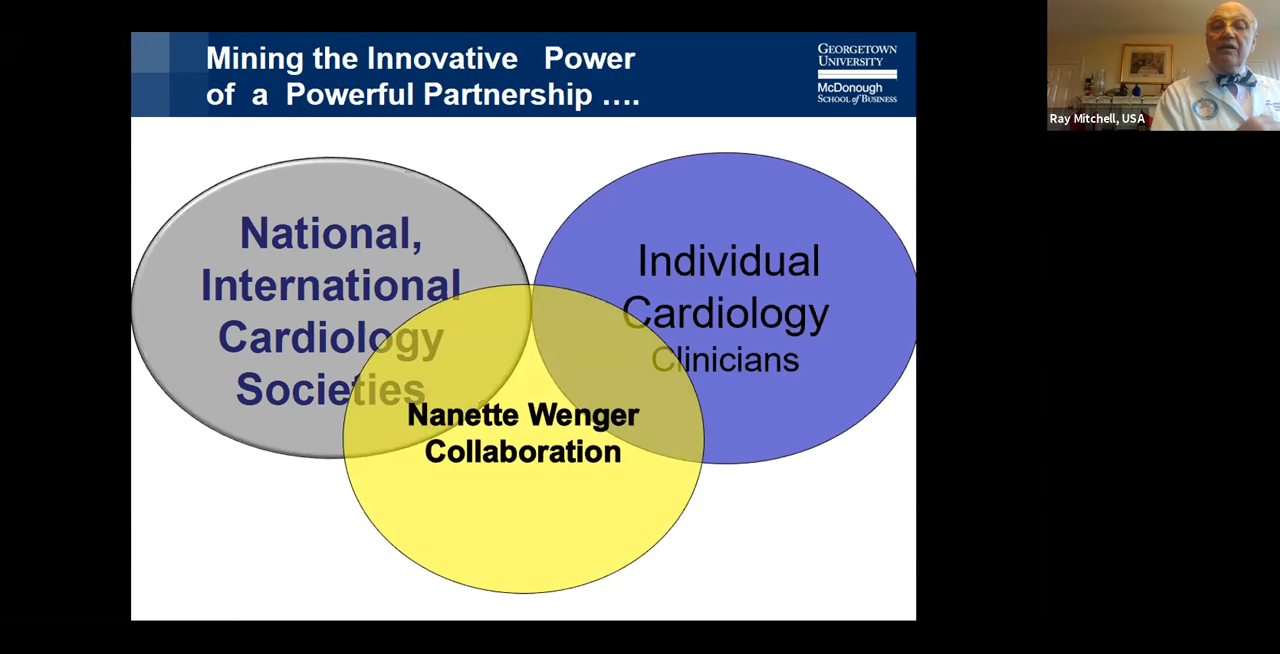 Mining the Innovative Power
of a Powerful Partnership ....
GEORGETOWN
UNIVERSITY
McDonough
SCHOOL of BUSINESS
Ray Mitchell, USA
National,
International
Cardiology
Societies
Individual
Cardiology
Clinicians
Nanette Wenger
Collaboration